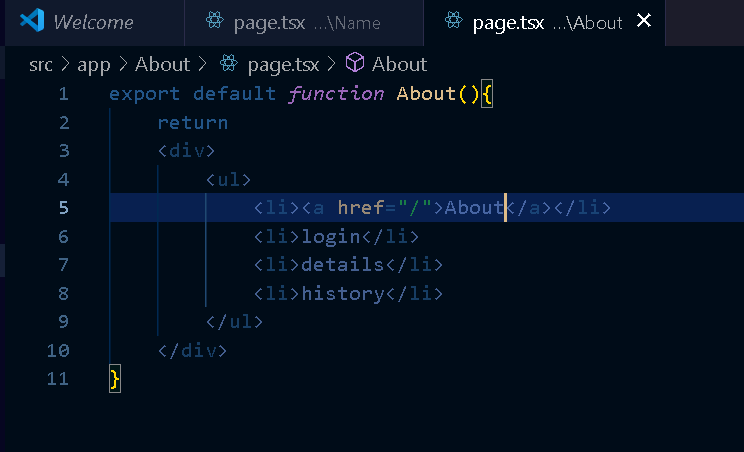 Welcome page.tsx ...\Name page.tsx ...\About
src > app > About > page.tsx > About
1 export default function About(){
2 return
3 <div>
4 <ul>
5 <li><a href="/">About</a></li>
6 <li>login</li>
7 <li>details</li>
8 <li>history</li>
9 </ul>
10 </div>
11 }